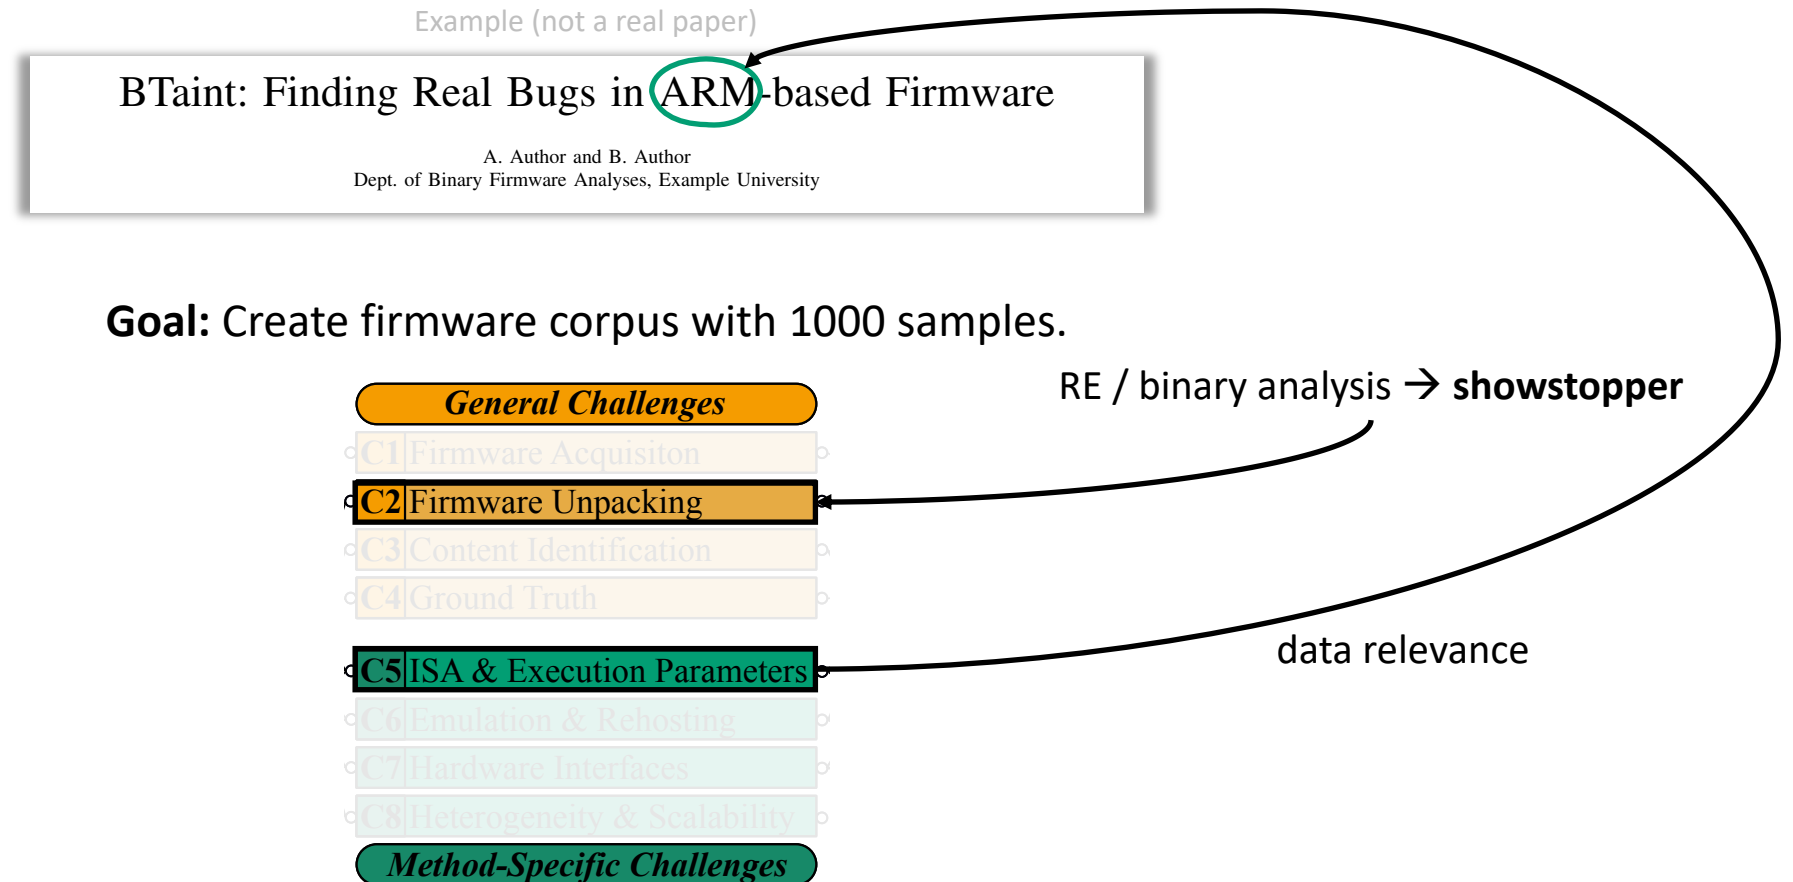 Example (not a real paper)
BTaint: Finding Real Bugs in ARM-based Firmware
A. Author and B. Author
Dept. of Binary Firmware Analyses, Example University
Goal: Create firmware corpus with 1000 samples.
RE / binary analysis → showstopper
General Challenges
C1 Firmware Acquisiton
C2 Firmware Unpacking
C3 Content Identification
C4 Ground Truth
C5 ISA & Execution Parameters
data relevance
C6 Emulation & Rehosting
C7 Hardware Interfaces
C8 Heterogeneity & Scalability
Method-Specific Challenges